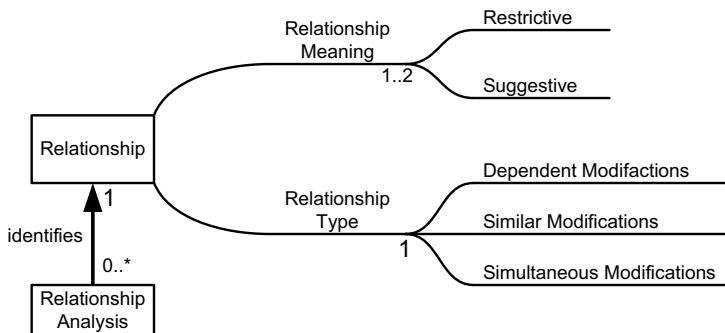 Relationship
Meaning
1..2
Restrictive
Suggestive
Relationship
1
identifies
0..*
Relationship
Analysis
Relationship
Type
1
Dependent Modifactions
Similar Modifications
Simultaneous Modifications